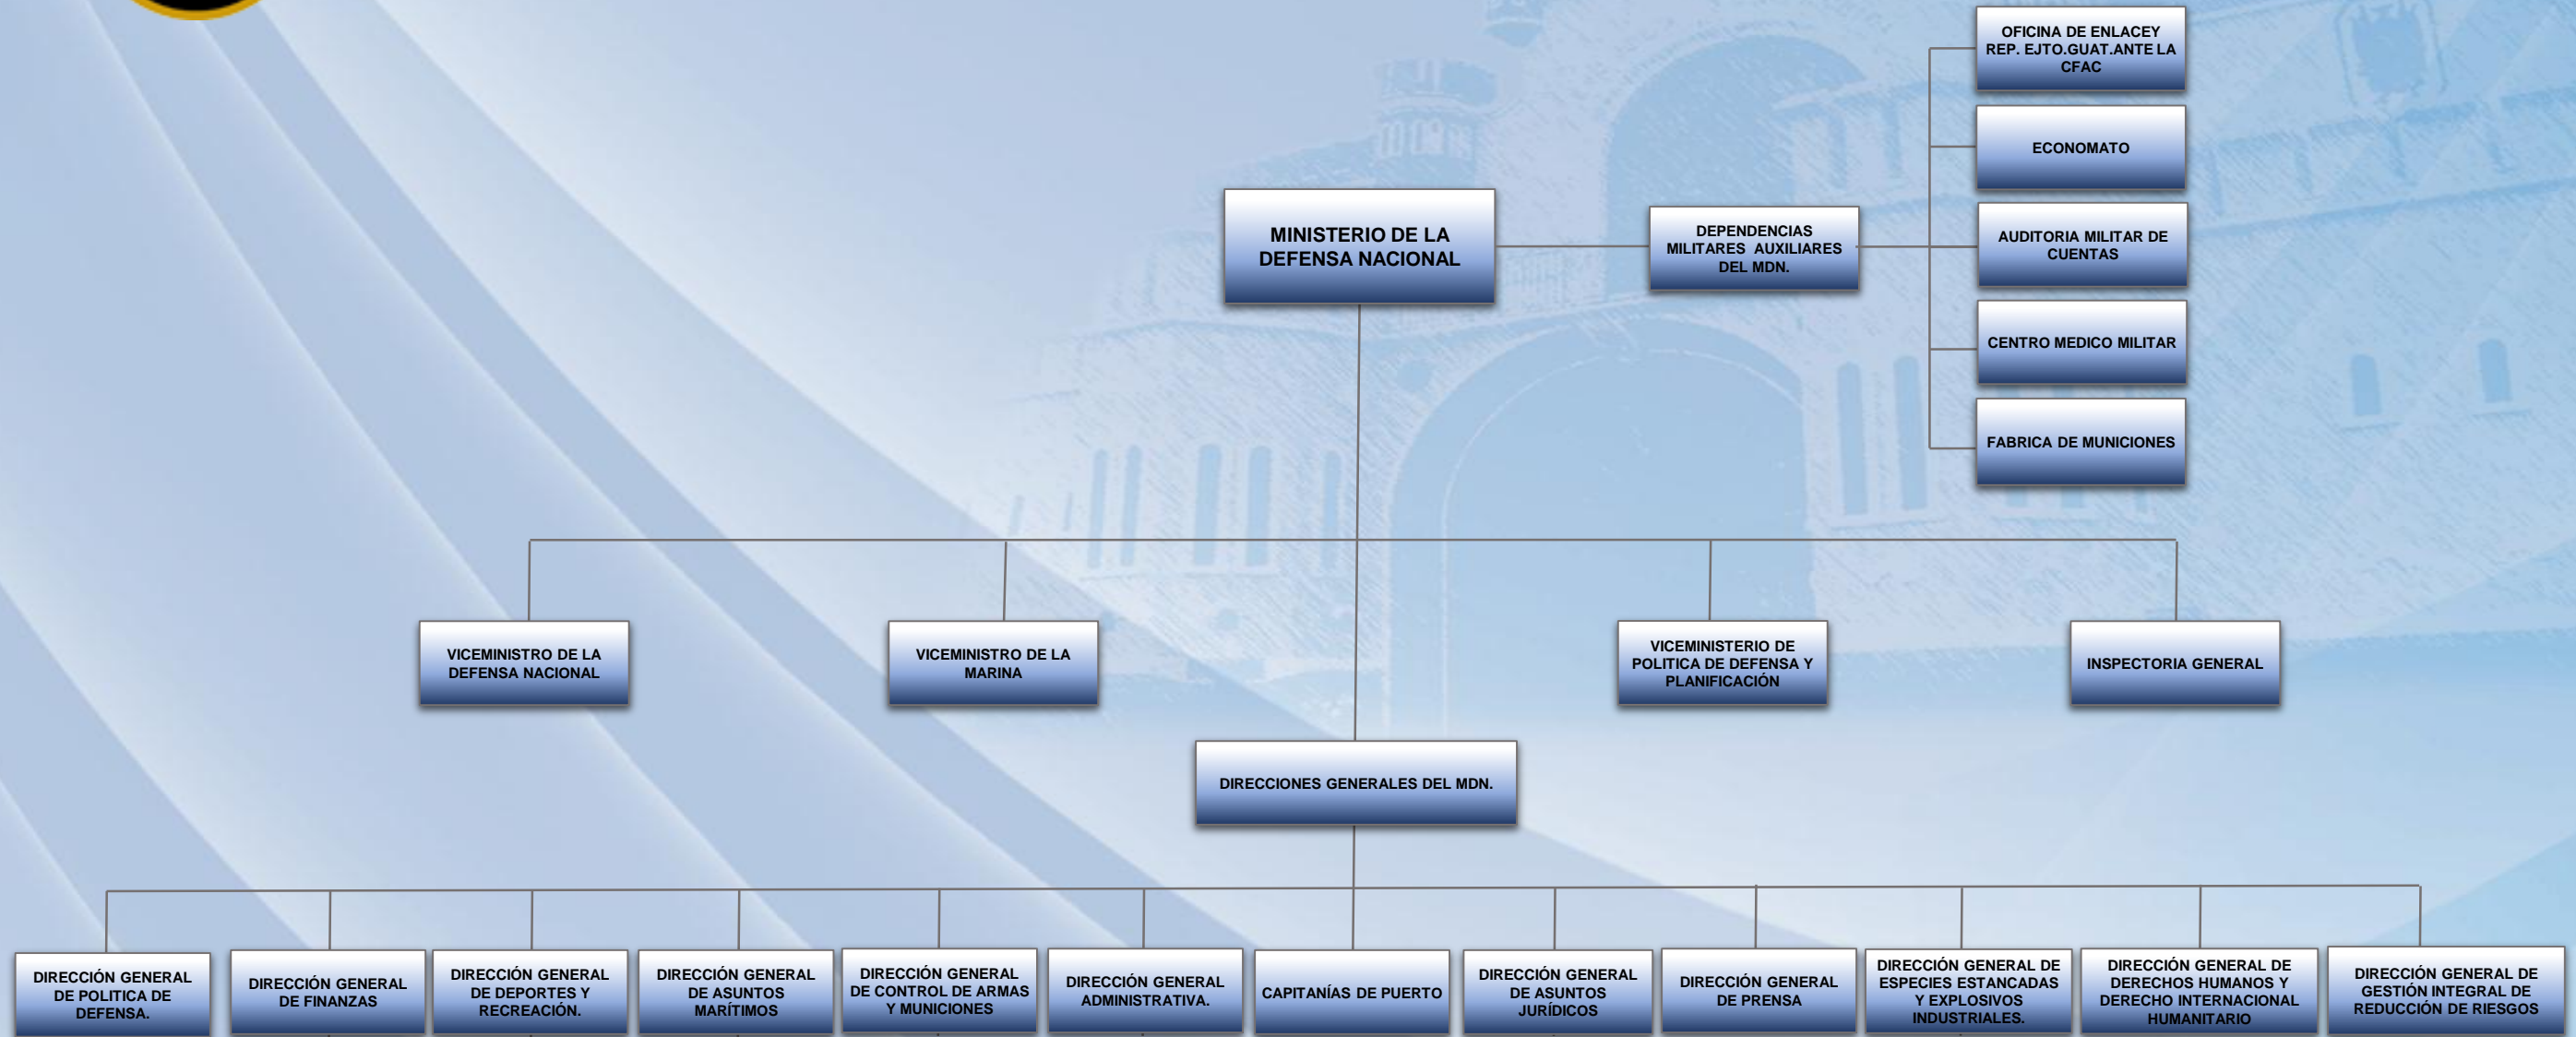 OFICINA DE ENLACEY
REP. EJTO.GUAT.ANTE LA
CFAC
ECONOMATO
MINISTERIO DE LA
DEFENSA NACIONAL
DEPENDENCIAS
MILITARES AUXILIARES
DEL MDN.
AUDITORIA MILITAR DE
CUENTAS
CENTRO MEDICO MILITAR
FABRICA DE MUNICIONES
VICEMINISTRO DE LA
DEFENSA NACIONAL
VICEMINISTRO DE LA
MARINA
VICEMINISTERIO DE
POLITICA DE DEFENSA Y
PLANIFICACIÓN
INSPECTORIA GENERAL
DIRECCIONES GENERALES DEL MDN.
DIRECCIÓN GENERAL
DE POLITICA DE
DEFENSA.
DIRECCIÓN GENERAL
DE FINANZAS
DIRECCIÓN GENERAL
DE DEPORTES Y
RECREACIÓN.
DIRECCIÓN GENERAL
DE ASUNTOS
MARÍTIMOS
DIRECCIÓN GENERAL
DE CONTROL DE ARMAS
Y MUNICIONES
DIRECCIÓN GENERAL
ADMINISTRATIVA.
CAPITANÍAS DE PUERTO
DIRECCIÓN GENERAL
DE ASUNTOS
JURÍDICOS
DIRECCIÓN GENERAL
DE PRENSA
DIRECCIÓN GENERAL DE
ESPECIES ESTANCADAS
Y EXPLOSIVOS
INDUSTRIALES.
DIRECCIÓN GENERAL DE
DERECHOS HUMANOS Y
DERECHO INTERNACIONAL
HUMANITARIO
DIRECCIÓN GENERAL DE
GESTIÓN INTEGRAL DE
REDUCCIÓN DE RIESGOS